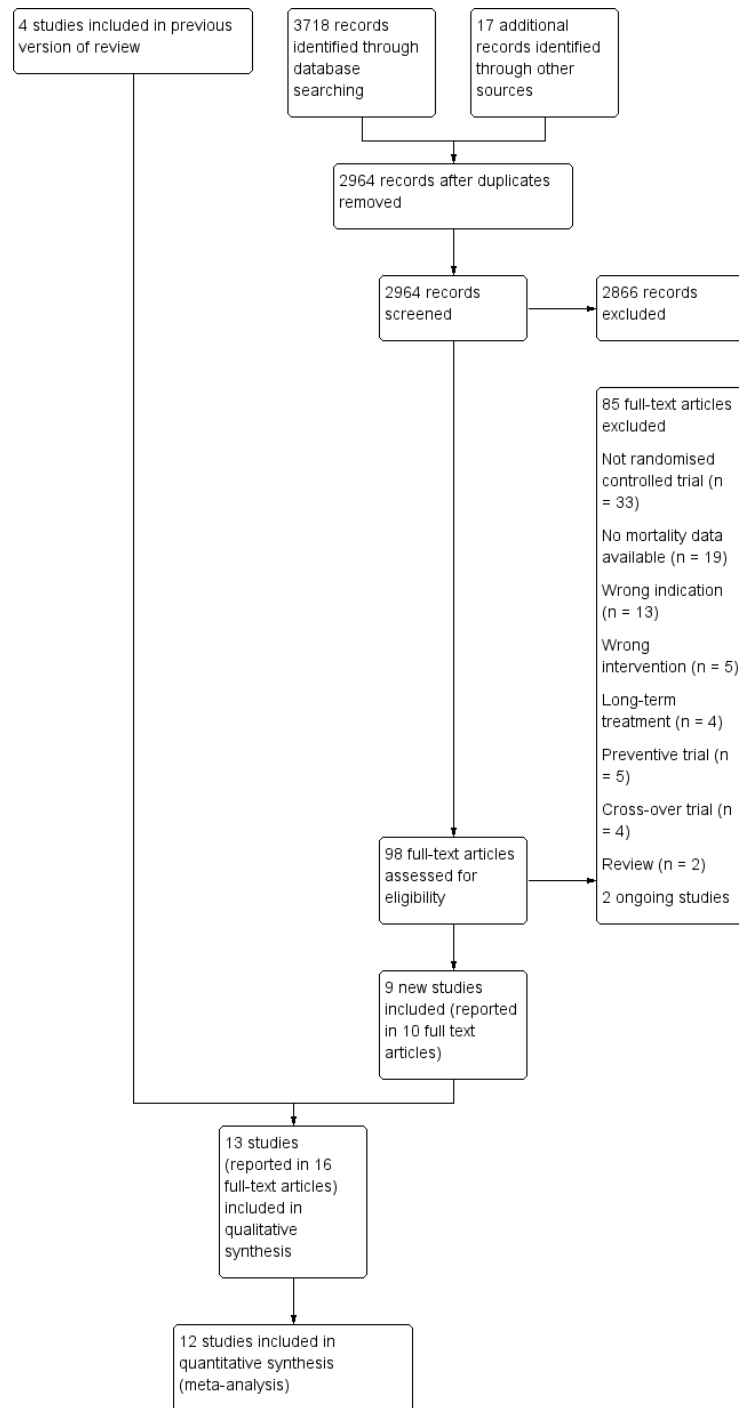 4 studies included in previous
version of review
3718 records
identified through
database
searching
17 additional
records identified
through other
sources
2964 records after duplicates
removed
2964 records
screened
2866 records
excluded
85 full-text articles
excluded
Not randomised
controlled trial (n
= 33)
No mortality data
available (n = 19)
Wrong indication
(n = 13)
Wrong
intervention (n = 5)
Long-term
treatment (n = 4)
Preventive trial (n
= 5)
Cross-over trial (n
= 4)
Review (n = 2)
2 ongoing studies
98 full-text articles
assessed for
eligibility
9 new studies
included (reported
in 10 full text
articles)
13 studies
(reported in 16
full-text articles)
included in
qualitative
synthesis
12 studies included in
quantitative synthesis
(meta-analysis)